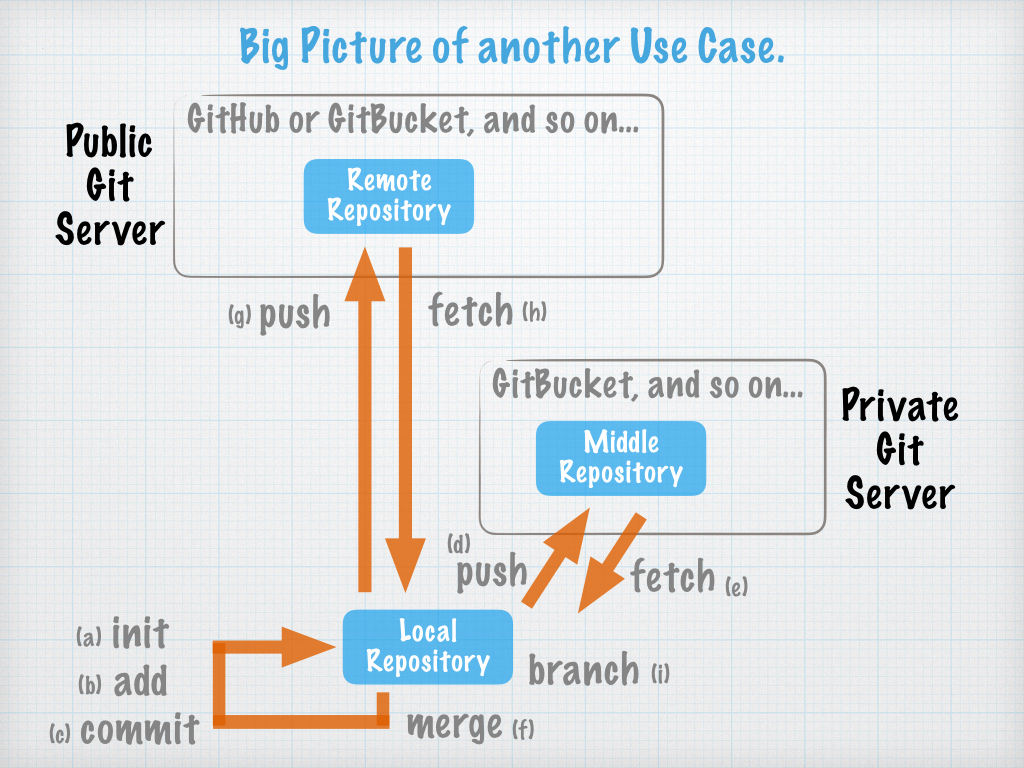 Big Picture of another Use Case.
GitHub or GitBucket, and so on...
Public
Git
Server
Remote
Repository
(g) push
fetch (h)
GitBucket, and so on...
Private
Git
Server
Middle
Repository
(d)
push
fetch (e)
(a) init
(b) add
(c) commit
Local
Repository
branch (i)
merge (f)